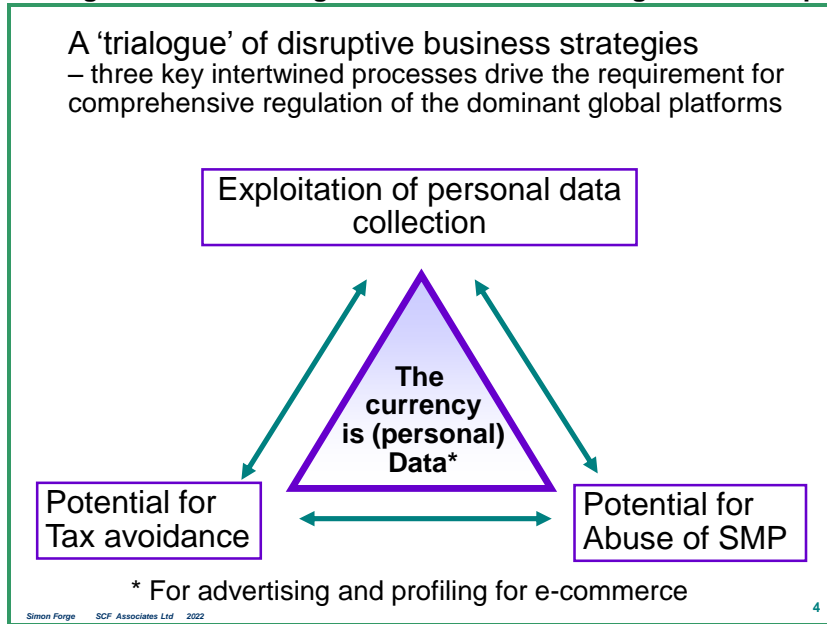 A ‘trialogue’ of disruptive business strategies
– three key intertwined processes drive the requirement for
comprehensive regulation of the dominant global platforms
Exploitation of personal data
collection
The
currency
is (personal)
Data*
Potential for
Tax avoidance
Potential for
Abuse of SMP
* For advertising and profiling for e-commerce
Simon Forge SCF Associates Ltd 2022
4